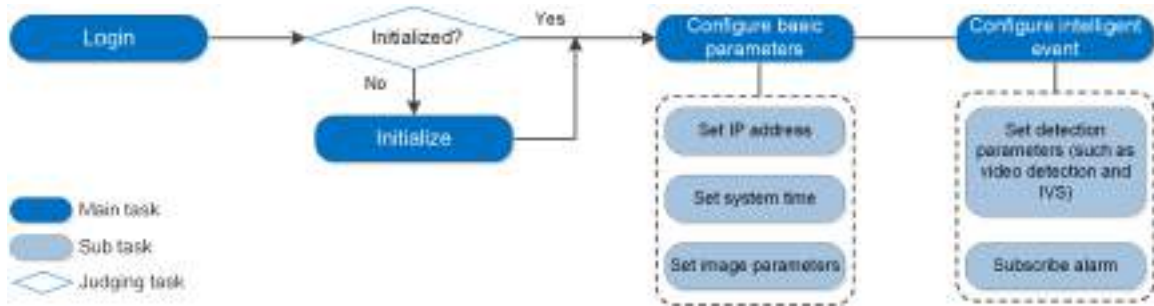 Login
Initialized?
Yes
No
Initialize
Configure basic
parameters
Set IP address
Set system time
Set image parameters
Configure intelligent
event
Set detection
parameters (such as
video detection and
IVS)
Subscribe alarm
Main task
Sub task
Judging task